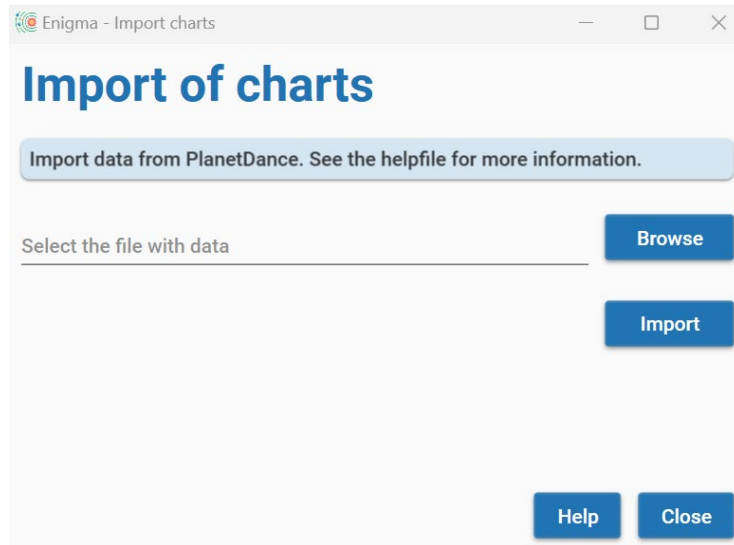 Enigma - Import charts
Import of charts
Import data from PlanetDance. See the helpfile for more information.
Select the file with data
Browse
Import
Help
Close